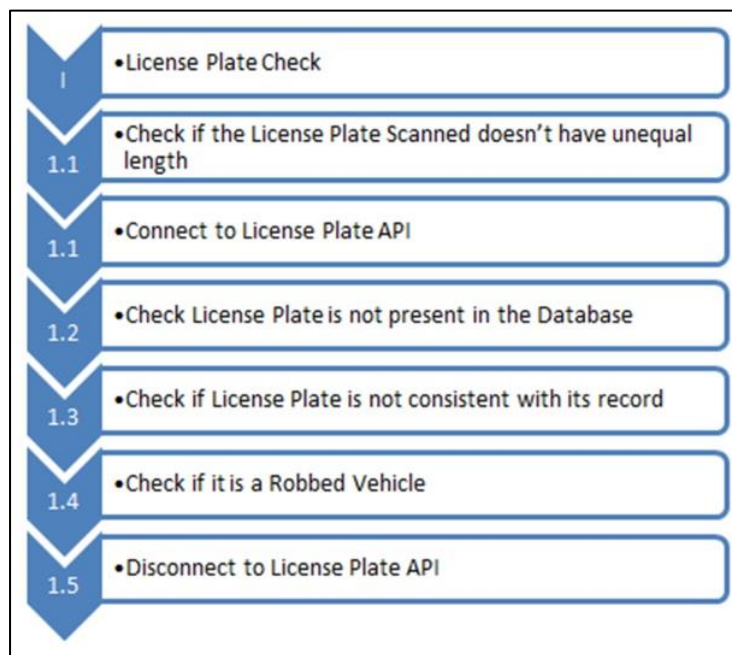 I
•License Plate Check
1.1
•Check if the License Plate Scanned doesn't have unequal
length
1.1
•Connect to License Plate API
1.2
•Check License Plate is not present in the Database
1.3
•Check if License Plate is not consistent with its record
1.4
•Check if it is a Robbed Vehicle
1.5
•Disconnect to License Plate API